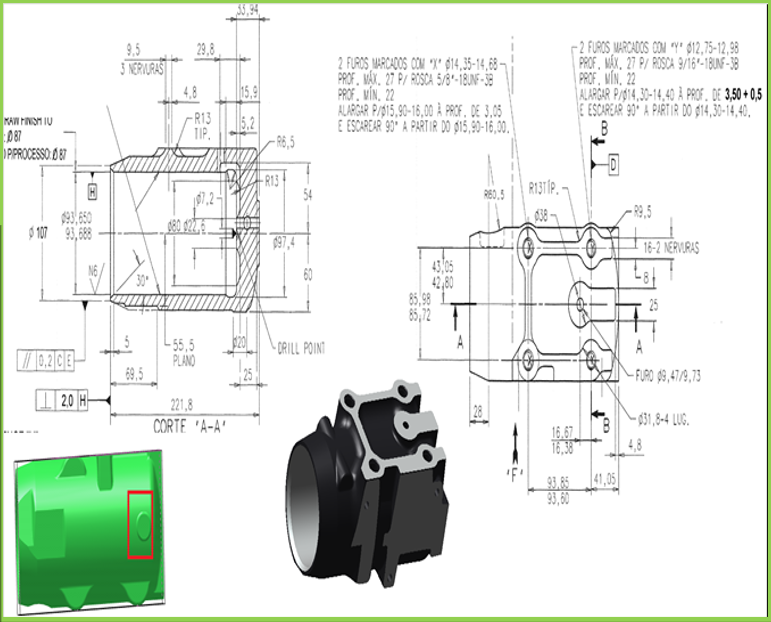 33,94
9,5
3 NERVURAS
29,8
4,8
15,9
5,2
R13
TIP.
R6,5
RAW FINISH TO
: Ø 87
O P/PROCESSO: Ø 87
H
R13
54
Ø7,2
Ø93,650
93,688
Ø 107
Ø80
Ø22,6
Ø97,4
60
N6
30°
// 0,2 C E
5
55,5
PLANO
Ø20
DRILL POINT
69,5
25
⊥ 2,0 H
221,8
CORTE "A-A"
2 FUROS MARCADOS COM "X" Ø14,35-14,68
PROF. MÁX. 27 P/ ROSCA 5/8"-18UNF-3B
PROF. MÍN. 22
ALARGAR P/Ø15,90-16,00 À PROF. DE 3,05
E ESCAREAR 90° A PARTIR DO Ø15,90-16,00.
2 FUROS MARCADOS COM "Y" Ø12,75-12,98
PROF. MÁX. 27 P/ ROSCA 9/16"-18UNF-3B
PROF. MÍN. 22
ALARGAR P/Ø14,30-14,40 À PROF. DE 3,50 + 0,5
E ESCAREAR 90° A PARTIR DO Ø14,30-14,40.
B
D
R60,5
R13TÍP.
Ø38
R9,5
16-2 NERVURAS
43,05
42,80
B
85,98
85,72
25
A
A
FURO Ø9,47/9,73
28
Ø31,8-4 LUG.
B
16,67
16,38
4,8
"F"
93,85
93,60
41,05